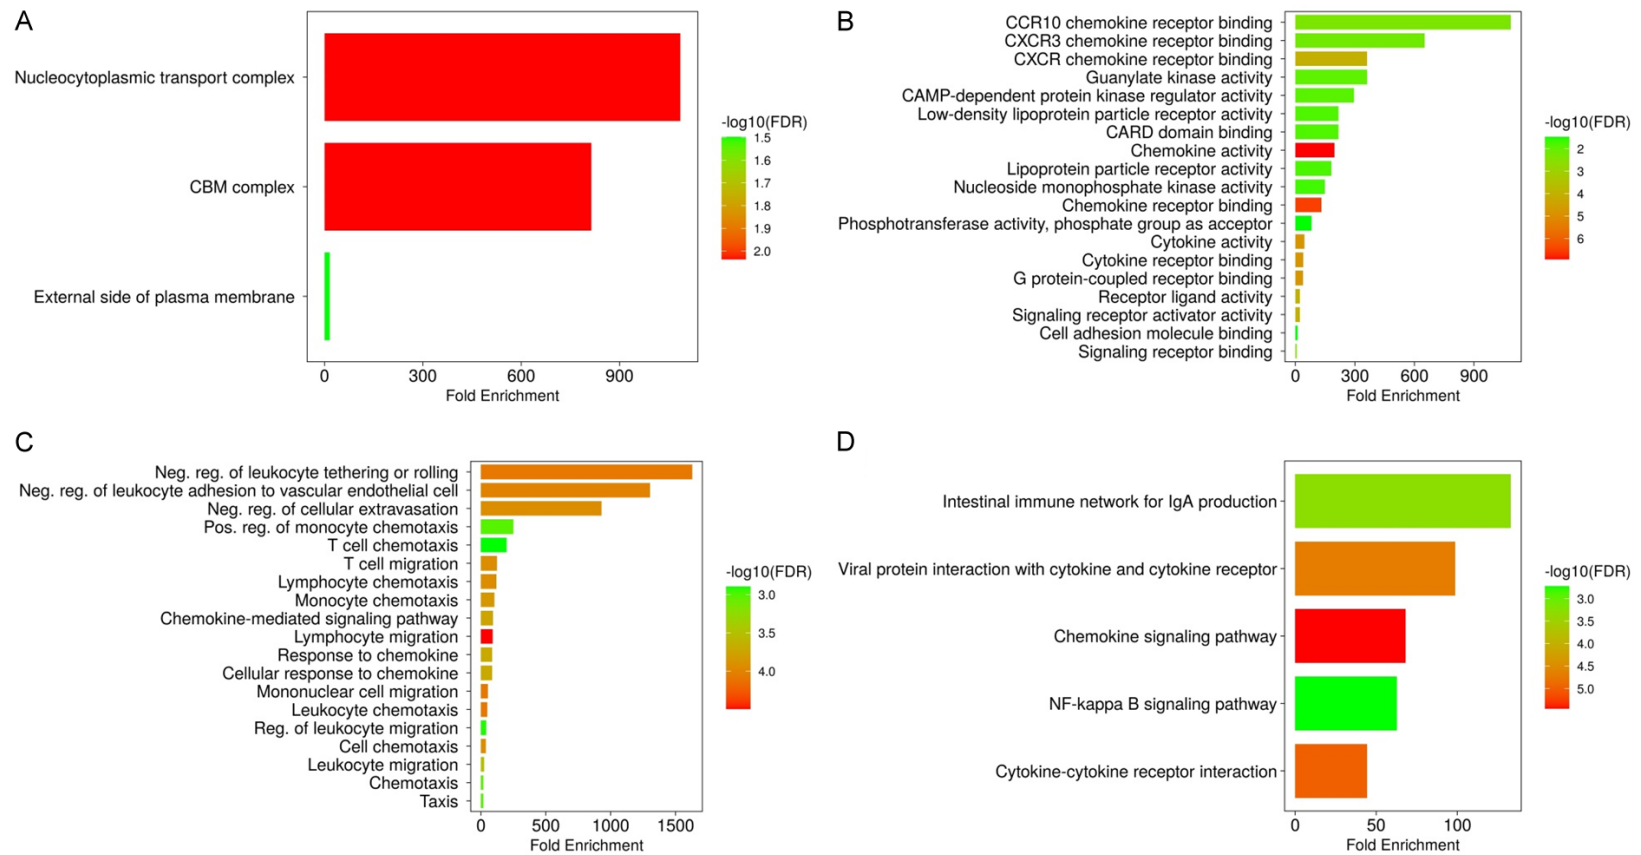 A
Nucleocytoplasmic transport complex
CBM complex
External side of plasma membrane
0 300 600 900
Fold Enrichment
-log10(FDR)
1.5
1.6
1.7
1.8
1.9
2.0
B
CCR10 chemokine receptor binding
CXCR3 chemokine receptor binding
CXCR chemokine receptor binding
Guanylate kinase activity
CAMP-dependent protein kinase regulator activity
Low-density lipoprotein particle receptor activity
CARD domain binding
Chemokine activity
Lipoprotein particle receptor activity
Nucleoside monophosphate kinase activity
Chemokine receptor binding
Phosphotransferase activity, phosphate group as acceptor
Cytokine activity
Cytokine receptor binding
G protein-coupled receptor binding
Receptor ligand activity
Signaling receptor activator activity
Cell adhesion molecule binding
Signaling receptor binding
0 300 600 900
Fold Enrichment
-log10(FDR)
2
3
4
5
6
C
Neg. reg. of leukocyte tethering or rolling
Neg. reg. of leukocyte adhesion to vascular endothelial cell
Neg. reg. of cellular extravasation
Pos. reg. of monocyte chemotaxis
T cell chemotaxis
T cell migration
Lymphocyte chemotaxis
Monocyte chemotaxis
Chemokine-mediated signaling pathway
Lymphocyte migration
Response to chemokine
Cellular response to chemokine
Mononuclear cell migration
Leukocyte chemotaxis
Reg. of leukocyte migration
Cell chemotaxis
Leukocyte migration
Chemotaxis
Taxis
0 500 1000 1500
Fold Enrichment
-log10(FDR)
3.0
3.5
4.0
D
Intestinal immune network for IgA production
Viral protein interaction with cytokine and cytokine receptor
Chemokine signaling pathway
NF-kappa B signaling pathway
Cytokine-cytokine receptor interaction
0 50 100
Fold Enrichment
-log10(FDR)
3.0
3.5
4.0
4.5
5.0